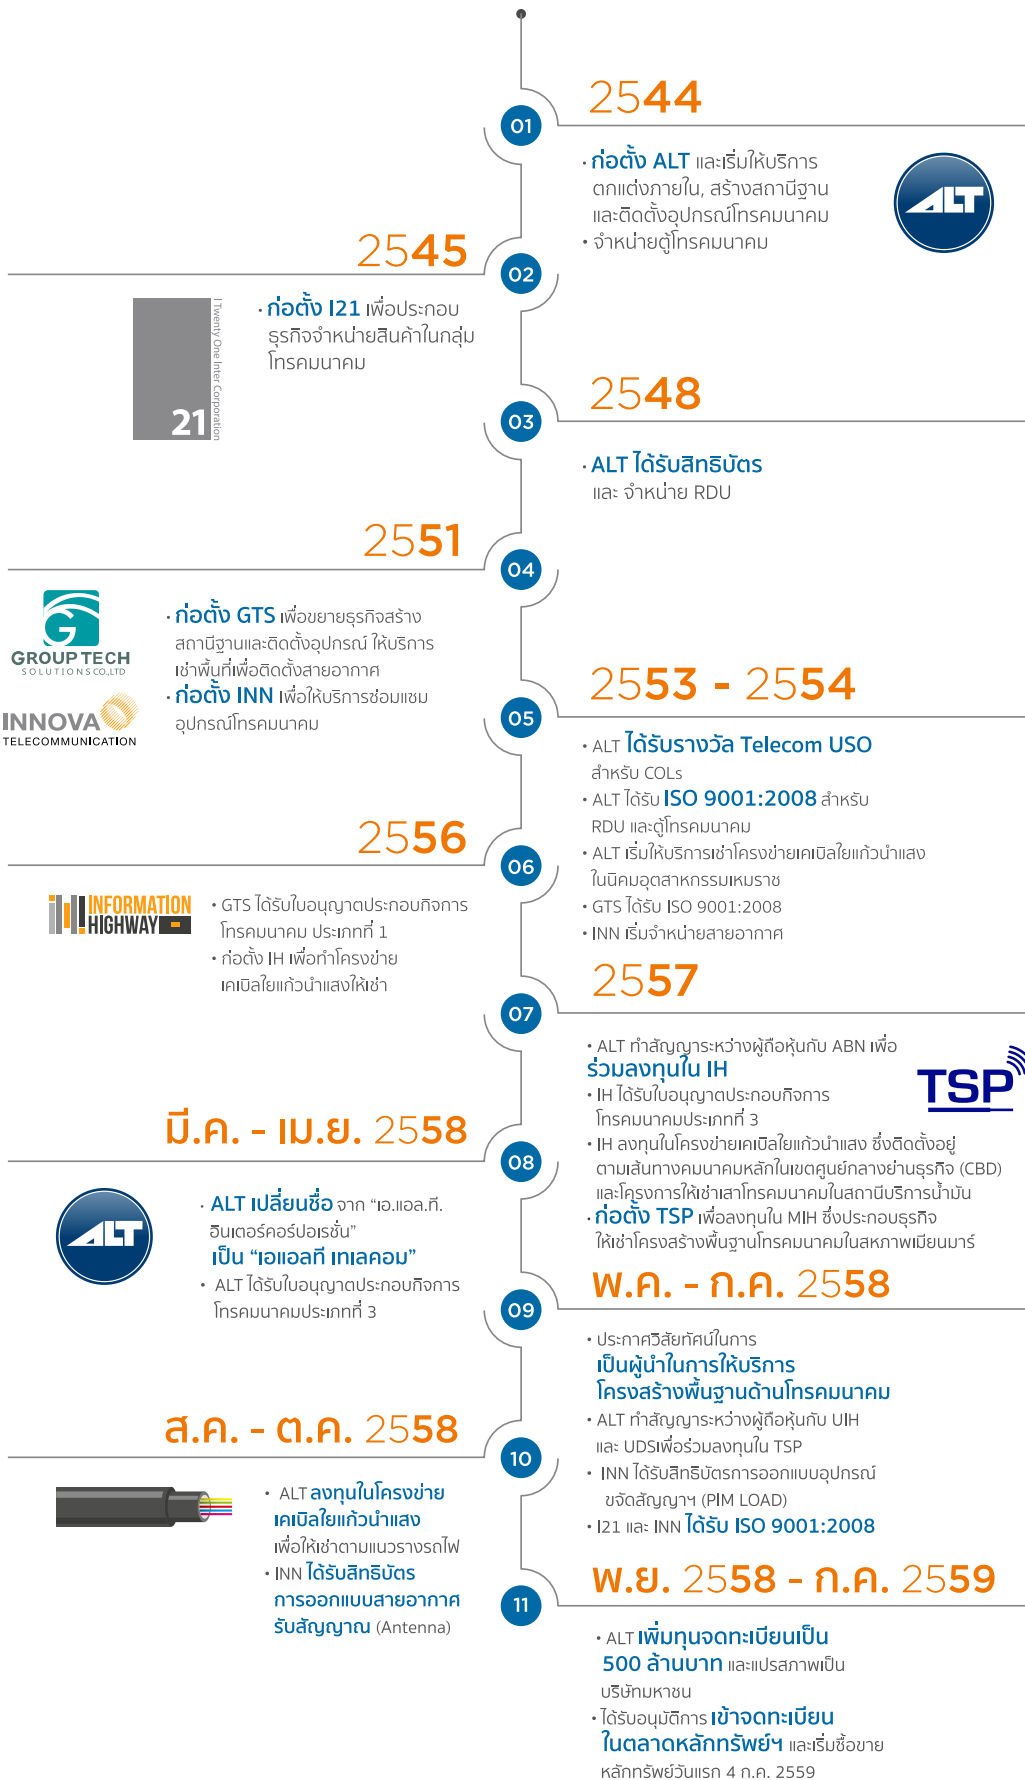 2544
01
• ก่อตั้ง ALT และเริ่มให้บริการ
ตกแต่งภายใน, สร้างสถานีฐาน
และติดตั้งอุปกรณ์โทรคมนาคม
• จำหน่ายตู้โทรคมนาคม
ALT
2545
02
21
I Twenty One Inter Corporation
• ก่อตั้ง I21 เพื่อประกอบ
ธุรกิจจำหน่ายสินค้าในกลุ่ม
โทรคมนาคม
2548
03
• ALT ได้รับสิทธิบัตร
และ จำหน่าย RDU
2551
04
G
GROUP TECH
SOLUTIONS CO.,LTD
INNOVA
TELECOMMUNICATION
• ก่อตั้ง GTS เพื่อขยายธุรกิจสร้าง
สถานีฐานและติดตั้งอุปกรณ์ ให้บริการ
เช่าพื้นที่เพื่อติดตั้งสายอากาศ
• ก่อตั้ง INN เพื่อให้บริการซ่อมแซม
อุปกรณ์โทรคมนาคม
2553 - 2554
05
• ALT ได้รับรางวัล Telecom USO
สำหรับ COLs
• ALT ได้รับ ISO 9001:2008 สำหรับ
RDU และตู้โทรคมนาคม
• ALT เริ่มให้บริการเช่าโครงข่ายเคเบิลใยแก้วนำแสง
ในนิคมอุตสาหกรรมเหมราช
• GTS ได้รับ ISO 9001:2008
• INN เริ่มจำหน่ายสายอากาศ
2556
06
INFORMATION
HIGHWAY
• GTS ได้รับใบอนุญาตประกอบกิจการ
โทรคมนาคม ประเภทที่ 1
• ก่อตั้ง IH เพื่อทำโครงข่าย
เคเบิลใยแก้วนำแสงให้เช่า
2557
07
• ALT ทำสัญญาระหว่างผู้ถือหุ้นกับ ABN เพื่อ
ร่วมลงทุนใน IH
• IH ได้รับใบอนุญาตประกอบกิจการ
โทรคมนาคมประเภทที่ 3
• IH ลงทุนในโครงข่ายเคเบิลใยแก้วนำแสง ซึ่งติดตั้งอยู่
ตามเส้นทางคมนาคมหลักในเขตศูนย์กลางย่านธุรกิจ (CBD)
และโครงการให้เช่าเสาโทรคมนาคมในสถานีบริการน้ำมัน
• ก่อตั้ง TSP เพื่อลงทุนใน MIH ซึ่งประกอบธุรกิจ
ให้เช่าโครงสร้างพื้นฐานโทรคมนาคมในสหภาพเมียนมาร์
TSP
มี.ค. - เม.ย. 2558
08
ALT
• ALT เปลี่ยนชื่อ จาก “เอ.แอล.ที.
อินเตอร์คอร์ปอเรชั่น”
เป็น “เอแอลที เทเลคอม”
• ALT ได้รับใบอนุญาตประกอบกิจการ
โทรคมนาคมประเภทที่ 3
พ.ค. - ก.ค. 2558
09
• ประกาศวิสัยทัศน์ในการ
เป็นผู้นำในการให้บริการ
โครงสร้างพื้นฐานด้านโทรคมนาคม
• ALT ทำสัญญาระหว่างผู้ถือหุ้นกับ UIH
และ UDSเพื่อร่วมลงทุนใน TSP
• INN ได้รับสิทธิบัตรการออกแบบอุปกรณ์
ขจัดสัญญาฯ (PIM LOAD)
• I21 และ INN ได้รับ ISO 9001:2008
ส.ค. - ต.ค. 2558
10
• ALT ลงทุนในโครงข่าย
เคเบิลใยแก้วนำแสง
เพื่อให้เช่าตามแนวรางรถไฟ
• INN ได้รับสิทธิบัตร
การออกแบบสายอากาศ
รับสัญญาณ (Antenna)
พ.ย. 2558 - ก.ค. 2559
11
• ALT เพิ่มทุนจดทะเบียนเป็น
500 ล้านบาท และแปรสภาพเป็น
บริษัทมหาชน
• ได้รับอนุมัติการ เข้าจดทะเบียน
ในตลาดหลักทรัพย์ฯ และเริ่มซื้อขาย
หลักทรัพย์วันแรก 4 ก.ค. 2559